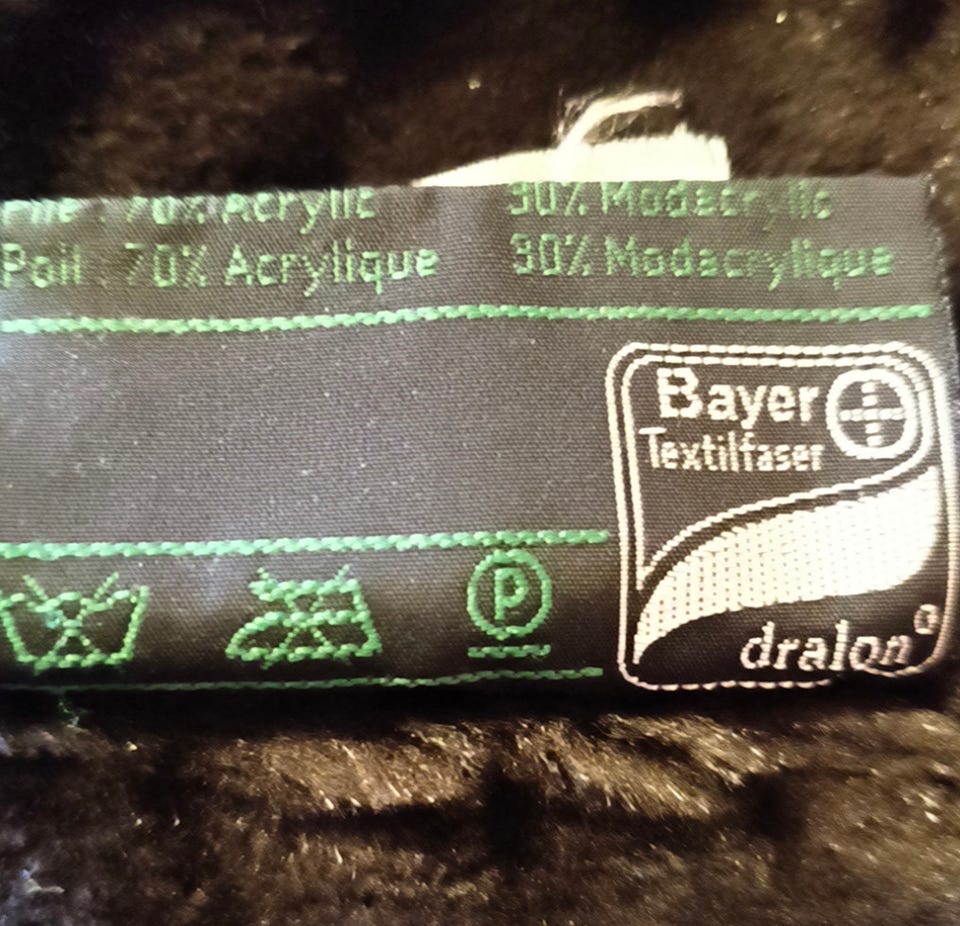 Pile : 70% Acrylic 30% Modacrylic
Poil : 70% Acrylique 30% Modacrylique
Bayer
Textilfaser
P
dralon®